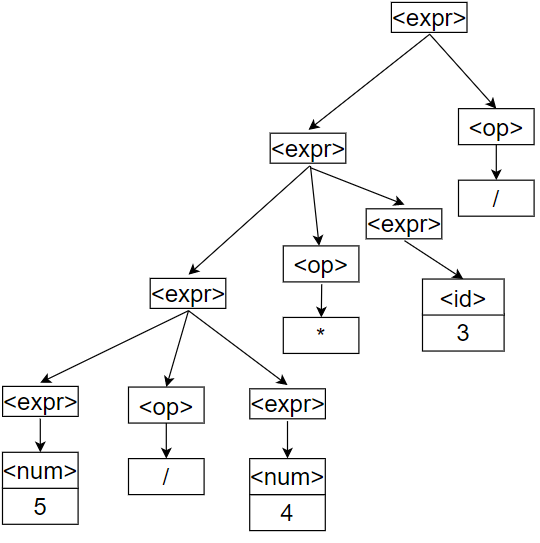 <expr>
<op>
/
<expr>
<expr>
<op>
*
<id>
3
<expr>
<expr>
<op>
<expr>
<num>
5
/
<num>
4